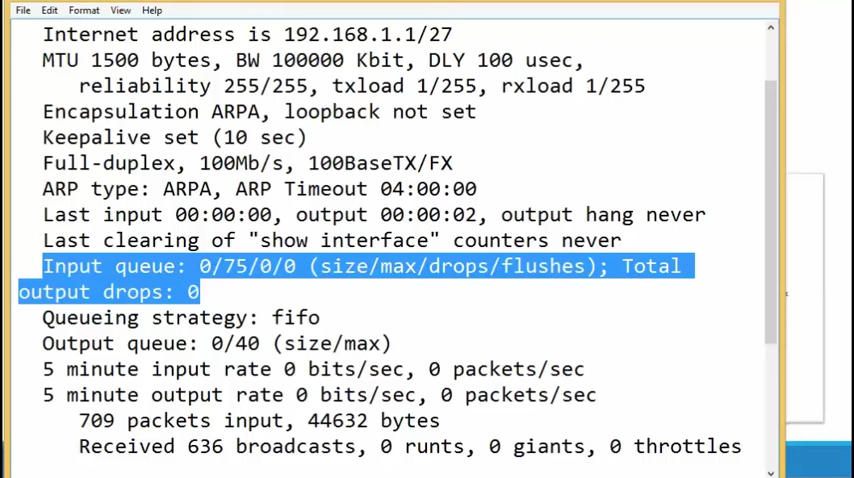 File Edit Format View Help
Internet address is 192.168.1.1/27
MTU 1500 bytes, BW 100000 Kbit, DLY 100 usec,
reliability 255/255, txload 1/255, rxload 1/255
Encapsulation ARPA, loopback not set
Keepalive set (10 sec)
Full-duplex, 100Mb/s, 100BaseTX/FX
ARP type: ARPA, ARP Timeout 04:00:00
Last input 00:00:00, output 00:00:02, output hang never
Last clearing of "show interface" counters never
Input queue: 0/75/0/0 (size/max/drops/flushes); Total
output drops: 0
Queueing strategy: fifo
Output queue: 0/40 (size/max)
5 minute input rate 0 bits/sec, 0 packets/sec
5 minute output rate 0 bits/sec, 0 packets/sec
709 packets input, 44632 bytes
Received 636 broadcasts, 0 runts, 0 giants, 0 throttles